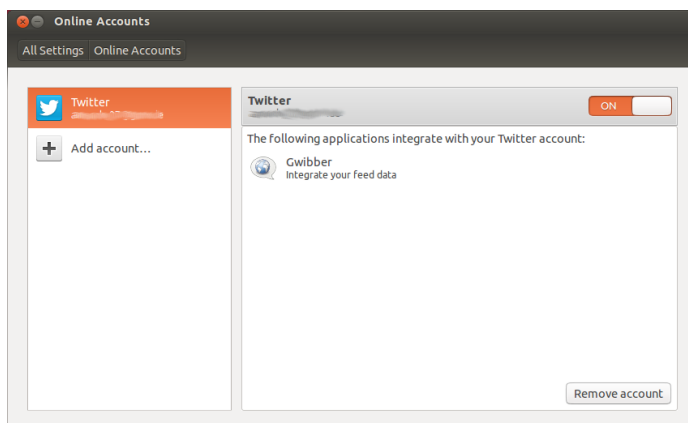 Online Accounts
All Settings Online Accounts
Twitter
Add account...
Twitter
ON
The following applications integrate with your Twitter account:
Gwibber
Integrate your feed data
Remove account